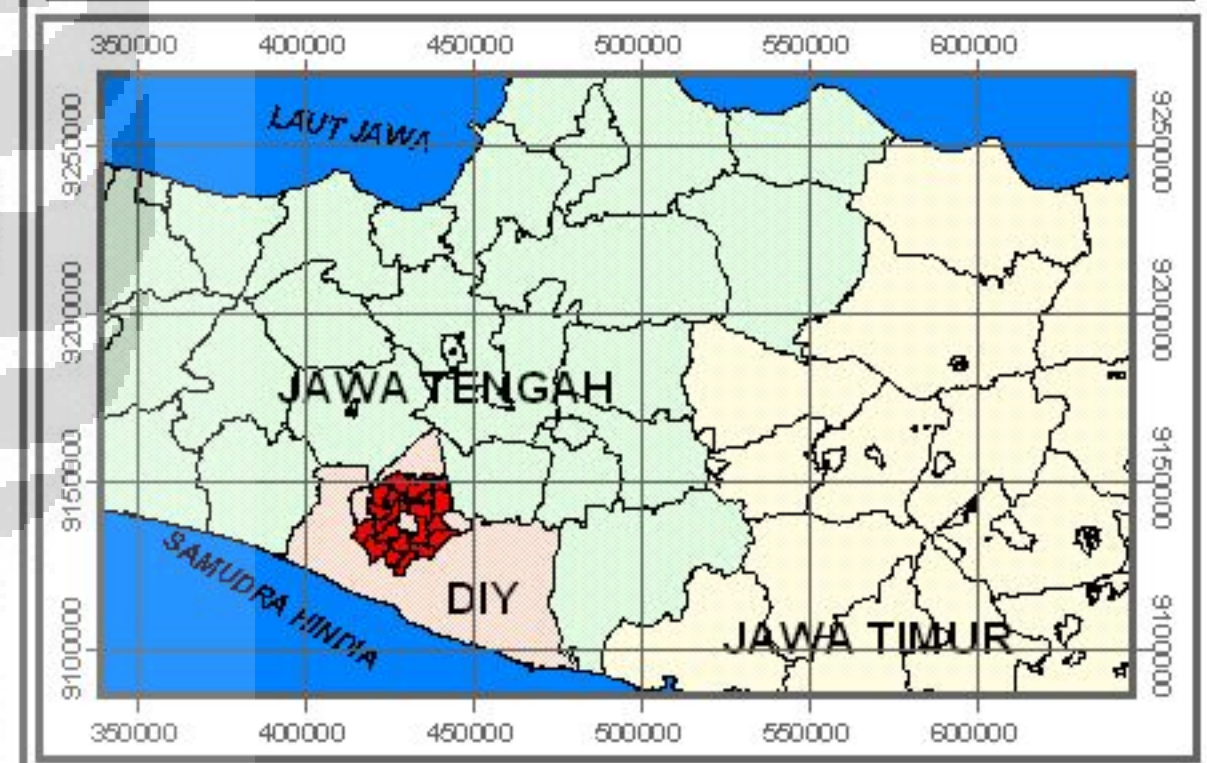 350000 400000 450000 500000 550000 600000
LAUT JAWA
9250000 9250000
9200000 9200000
JAWA TENGAH
9150000 9150000
SAMUDRA HINDIA
DIY
JAWA TIMUR
9100000 9100000
350000 400000 450000 500000 550000 600000